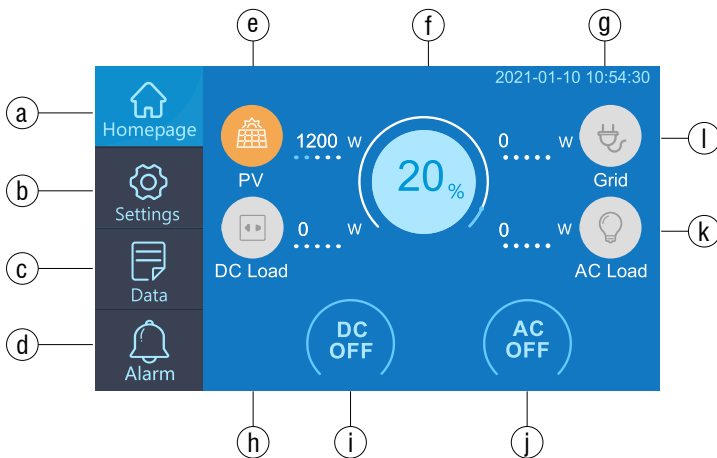 e
f
g
2021-01-10 10:54:30
a
Homepage
1200 W
0 W
l
PV
20 %
Grid
b
Settings
0 W
0 W
k
DC Load
AC Load
c
Data
DC
OFF
AC
OFF
d
Alarm
h
i
j